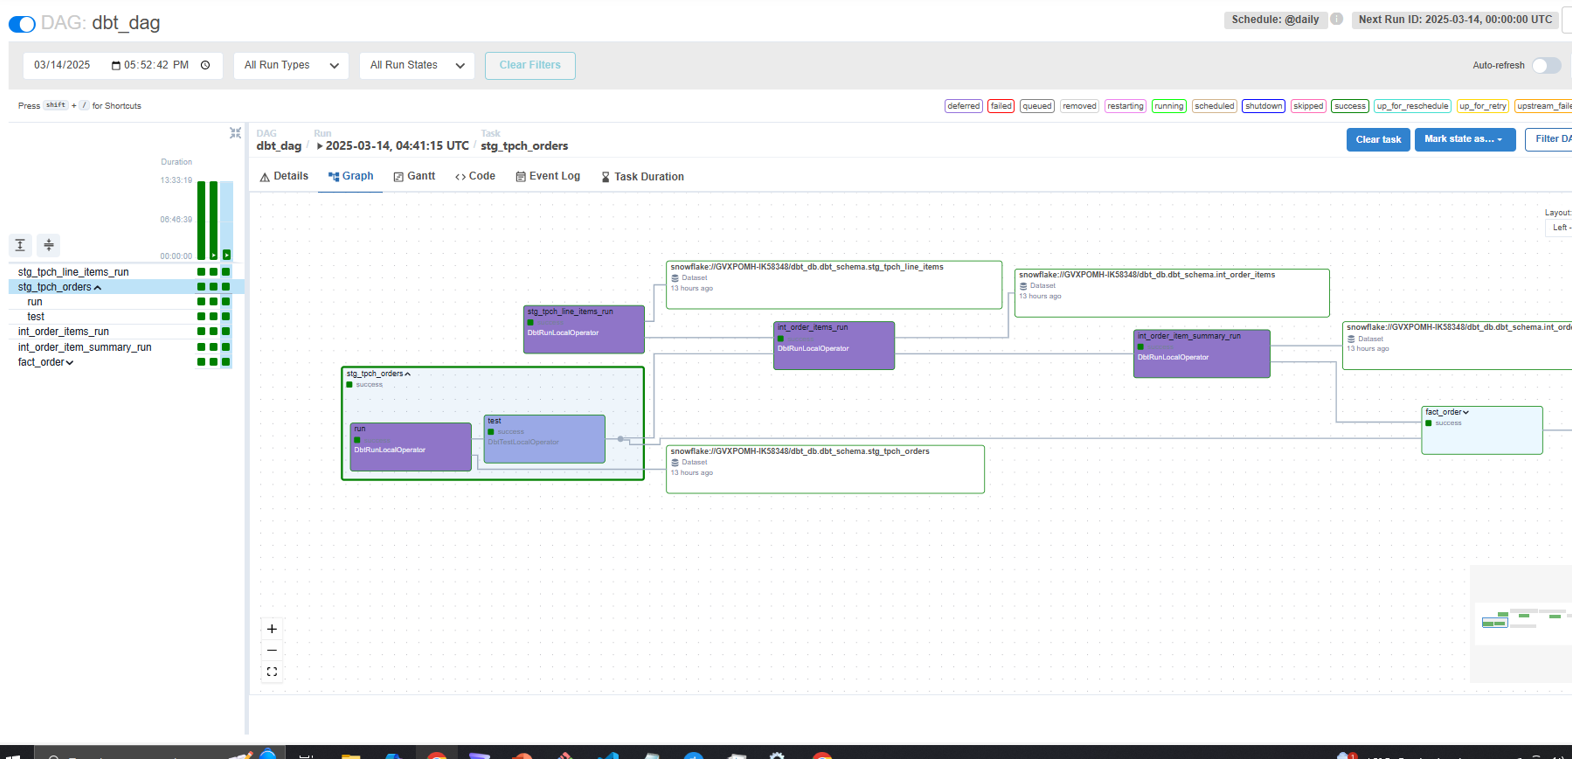 DAG: dbt_dag
Schedule: @daily
Next Run ID: 2025-03-14, 00:00:00 UTC
03/14/2025 05:52:42 PM
All Run Types
All Run States
Clear Filters
Auto-refresh
Press shift + / for Shortcuts
deferred failed queued removed restarting running scheduled shutdown skipped success up_for_reschedule up_for_retry upstream_faile
DAG
dbt_dag
Run
2025-03-14, 04:41:15 UTC
Task
stg_tpch_orders
Clear task
Mark state as...
Filter DA
Details
Graph
Gantt
Code
Event Log
Task Duration
Duration
13:33:19
06:46:39
00:00:00
stg_tpch_line_items_run
stg_tpch_orders
run
test
int_order_items_run
int_order_item_summary_run
fact_order
Layout:
Left -
snowflake://GVXPOMH-IK58348/dbt_db.dbt_schema.stg_tpch_line_items
Dataset
13 hours ago
snowflake://GVXPOMH-IK58348/dbt_db.dbt_schema.int_order_items
Dataset
13 hours ago
stg_tpch_line_items_run
DbtRunLocalOperator
int_order_items_run
DbtRunLocalOperator
int_order_item_summary_run
DbtRunLocalOperator
snowflake://GVXPOMH-IK58348/dbt_db.dbt_schema.int_orde
Dataset
13 hours ago
stg_tpch_orders
success
run
DbtRunLocalOperator
test
success
DbtTestLocalOperator
snowflake://GVXPOMH-IK58348/dbt_db.dbt_schema.stg_tpch_orders
Dataset
13 hours ago
fact_order
success